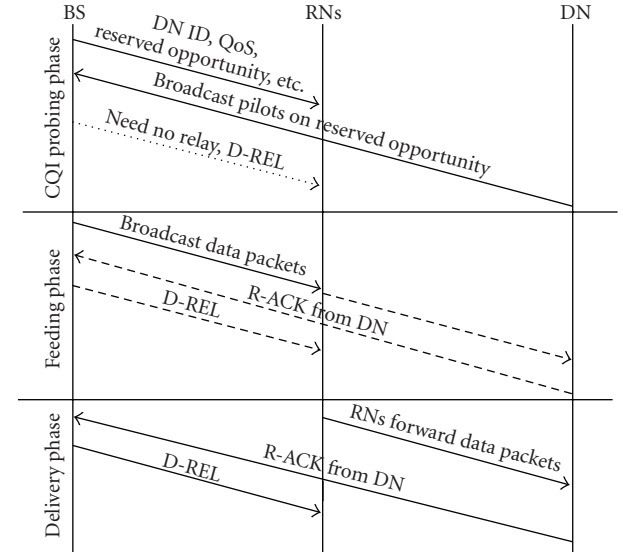 BS
RNs
DN
CQI probing phase
DN ID, QoS,
reserved opportunity, etc.
Broadcast pilots on reserved opportunity
Need no relay, D-REL
Feeding phase
Broadcast data packets
R-ACK from DN
D-REL
Delivery phase
RNs forward data packets
R-ACK from DN
D-REL